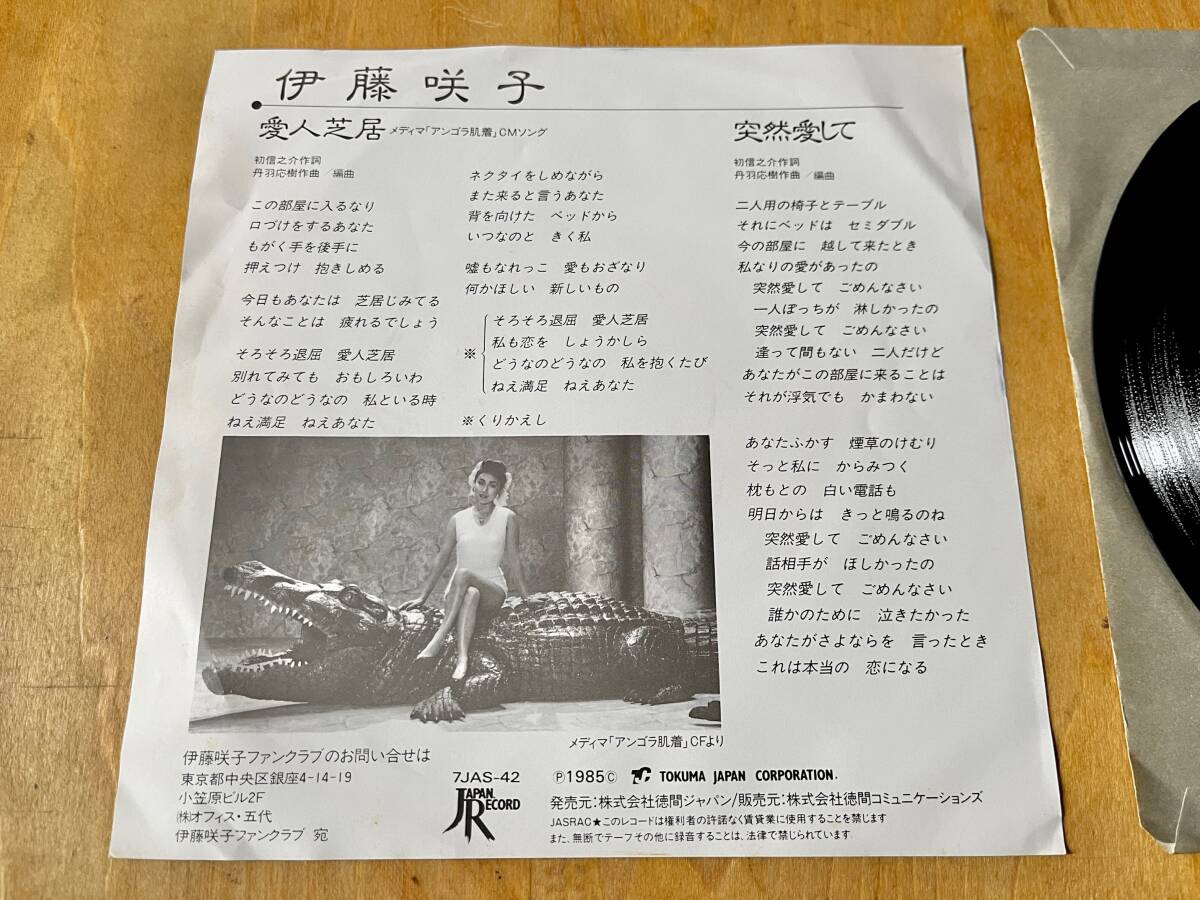 伊藤咲子
愛人芝居 メディマ「アンゴラ肌着」CMソング
初信之介作詞
丹羽応樹作曲／編曲
この部屋に入るなり
口づけをするあなた
もがく手を後手に
押えつけ 抱きしめる
今日もあなたは 芝居じみてる
そんなことは 疲れるでしょう
そろそろ退屈 愛人芝居
別れてみても おもしろいわ
どうなのどうなの 私といる時
ねえ満足 ねえあなた
ネクタイをしめながら
また来ると言うあなた
背を向けた ベッドから
いつなのと きく私
嘘もなれっこ 愛もおざなり
何かほしい 新しいもの
そろそろ退屈 愛人芝居
私も恋を しょうかしら
※ どうなのどうなの 私を抱くたび
ねえ満足 ねえあなた
※くりかえし
突然愛して
初信之介作詞
丹羽応樹作曲／編曲
二人用の椅子とテーブル
それにベッドは セミダブル
今の部屋に 越して来たとき
私なりの愛があったの
突然愛して ごめんなさい
一人ぼっちが 淋しかったの
突然愛して ごめんなさい
逢って間もない 二人だけど
あなたがこの部屋に来ることは
それが浮気でも かまわない
あなたふかす 煙草のけむり
そっと私に からみつく
枕もとの 白い電話も
明日からは きっと鳴るのね
突然愛して ごめんなさい
話相手が ほしかったの
突然愛して ごめんなさい
誰かのために 泣きたかった
あなたがさよならを 言ったとき
これは本当の 恋になる
メディマ「アンゴラ肌着」CFより
伊藤咲子ファンクラブのお問い合せは
東京都中央区銀座4-14-19
小笠原ビル2F
㈱オフィス・五代
伊藤咲子ファンクラブ 宛
7JAS-42
JAPAN RECORD
Ⓟ1985Ⓒ TOKUMA JAPAN CORPORATION.
発売元：株式会社徳間ジャパン/販売元：株式会社徳間コミュニケーションズ
JASRAC★このレコードは権利者の許諾なく賃貸業に使用することを禁じます
また、無断でテープその他に録音することは、法律で禁じられています.